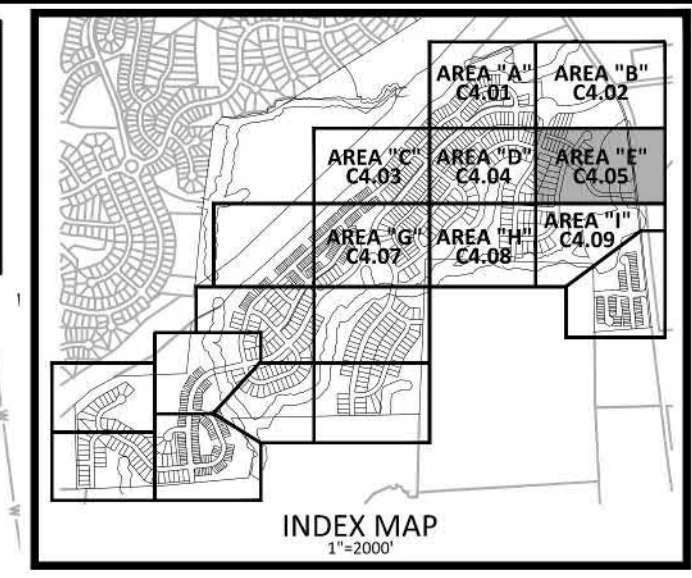 AREA "A"
C4.01
AREA "B"
C4.02
AREA "C"
C4.03
AREA "D"
C4.04
AREA "E"
C4.05
AREA "G"
C4.07
AREA "H"
C4.08
AREA "I"
C4.09
INDEX MAP
1"=2000'
W
W